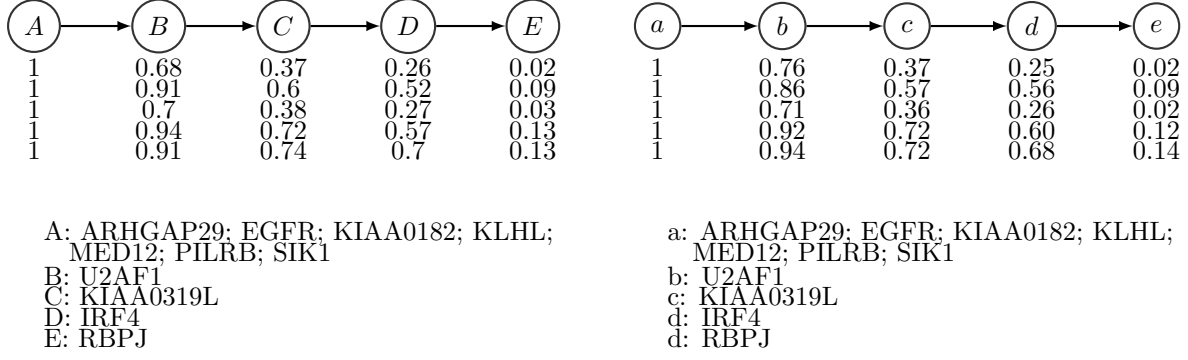 A B C D E
1 0.68 0.37 0.26 0.02
1 0.91 0.6 0.52 0.09
1 0.7 0.38 0.27 0.03
1 0.94 0.72 0.57 0.13
1 0.91 0.74 0.7 0.13
A: ARHGAP29; EGFR; KIAA0182; KLHL;
MED12; PILRB; SIK1
B: U2AF1
C: KIAA0319L
D: IRF4
E: RBPJ
a b c d e
1 0.76 0.37 0.25 0.02
1 0.86 0.57 0.56 0.09
1 0.71 0.36 0.26 0.02
1 0.92 0.72 0.60 0.12
1 0.94 0.72 0.68 0.14
a: ARHGAP29; EGFR; KIAA0182; KLHL;
MED12; PILRB; SIK1
b: U2AF1
c: KIAA0319L
d: IRF4
d: RBPJ